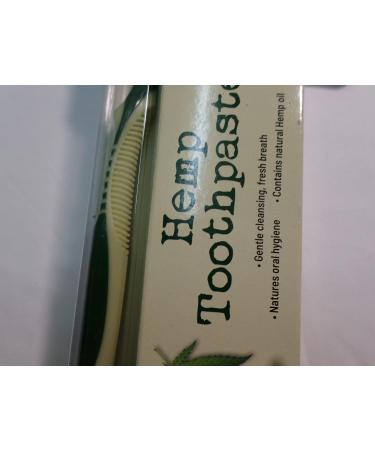 Hemp
Toothpaste
• Gentle cleansing, fresh breath
• Natures oral hygiene • Contains natural Hemp oil